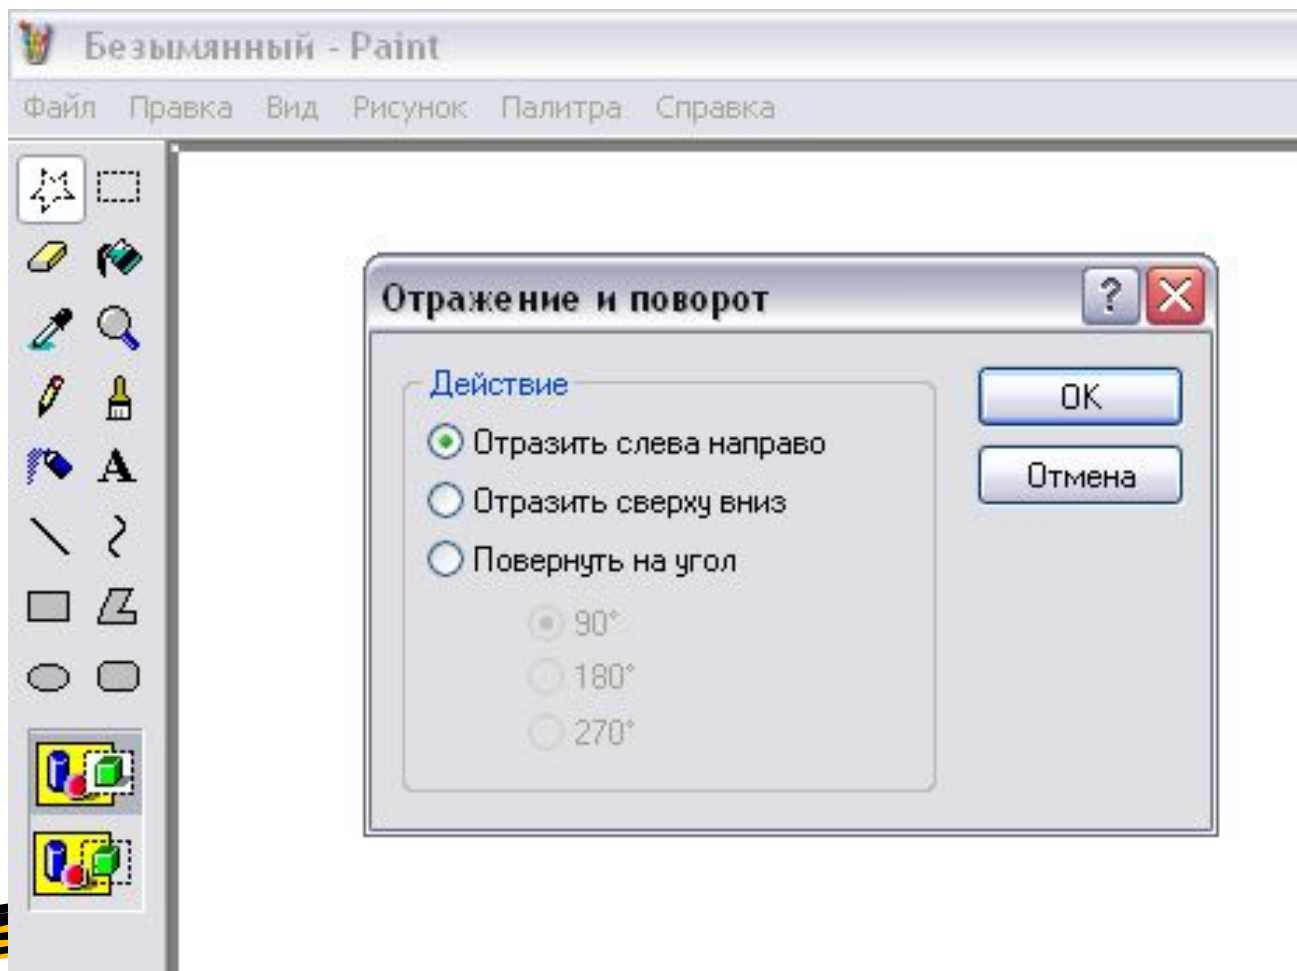 Безымянный - Paint
Файл Правка Вид Рисунок Палитра Справка
Отражение и поворот
?
Действие
Отразить слева направо
Отразить сверху вниз
Повернуть на угол
90°
180°
270°
OK
Отмена
A